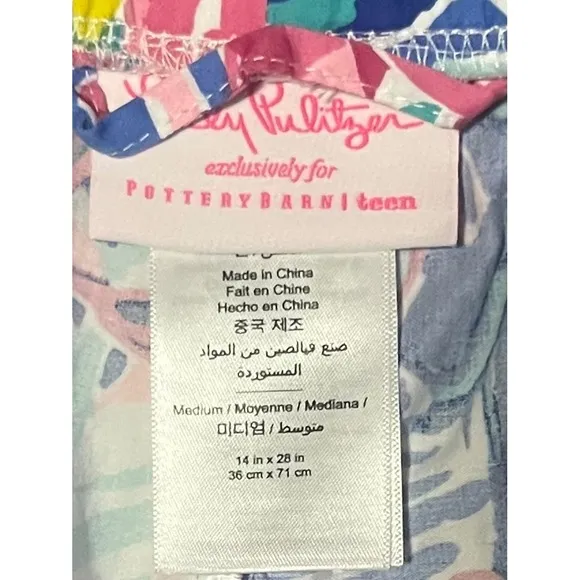 Pulitzer
exclusively for
POTTERYBARN | teen
Made in China
Fait en Chine
Hecho en China
중국 제조
صنع فيالصين من المواد
المستوردة
Medium / Moyenne / Mediana /
미디엄 / متوسط /
14 in x 28 in
36 cm x 71 cm